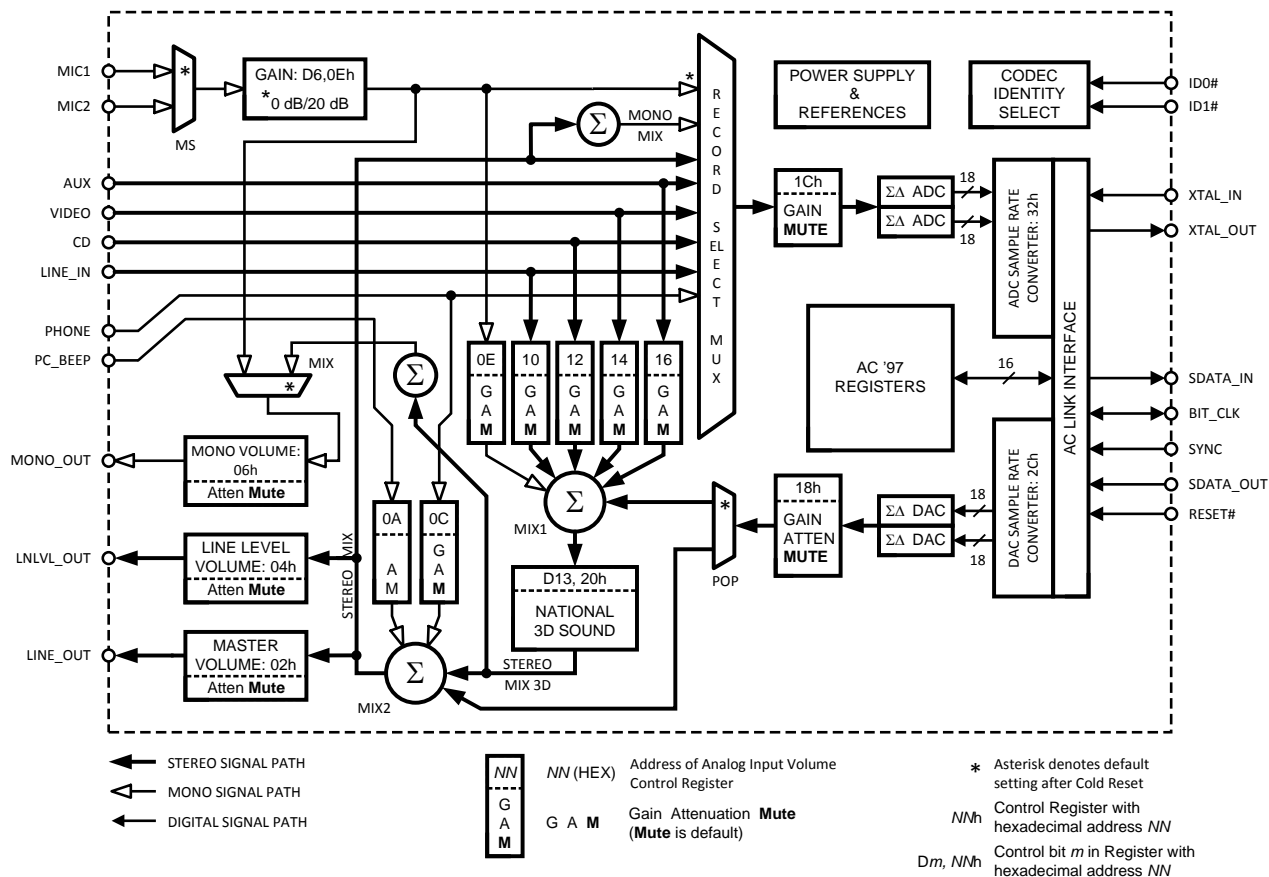 MIC1
MIC2
*
MS
GAIN: D6,0Eh
*0 dB/20 dB
*
Σ
MONO
MIX
RECORD SELECT MUX
POWER SUPPLY
&
REFERENCES
CODEC
IDENTITY
SELECT
ID0#
ID1#
AUX
VIDEO
CD
LINE_IN
PHONE
PC_BEEP
1Ch
GAIN
MUTE
ΣΔ ADC
ΣΔ ADC
18
18
ADC SAMPLE RATE
CONVERTER: 32h
AC LINK INTERFACE
XTAL_IN
XTAL_OUT
MIX
*
Σ
0E
G
A
M
10
G
A
M
12
G
A
M
14
G
A
M
16
G
A
M
AC '97
REGISTERS
16
SDATA_IN
BIT_CLK
SYNC
SDATA_OUT
RESET#
MONO_OUT
MONO VOLUME:
06h
Atten Mute
0A
A
M
0C
G
A
M
Σ
MIX1
*
POP
18h
GAIN
ATTEN
MUTE
ΣΔ DAC
ΣΔ DAC
18
18
DAC SAMPLE RATE
CONVERTER: 2Ch
LNLVL_OUT
LINE LEVEL
VOLUME: 04h
Atten Mute
STEREO MIX
D13, 20h
NATIONAL
3D SOUND
LINE_OUT
MASTER
VOLUME: 02h
Atten Mute
Σ
MIX2
STEREO
MIX 3D
STEREO SIGNAL PATH
MONO SIGNAL PATH
DIGITAL SIGNAL PATH
NN
G
A
M
NN (HEX)
Address of Analog Input Volume
Control Register
G A M
Gain Attenuation Mute
(Mute is default)
* Asterisk denotes default
setting after Cold Reset
NNh Control Register with
hexadecimal address NN
Dm, NNh Control bit m in Register with
hexadecimal address NN